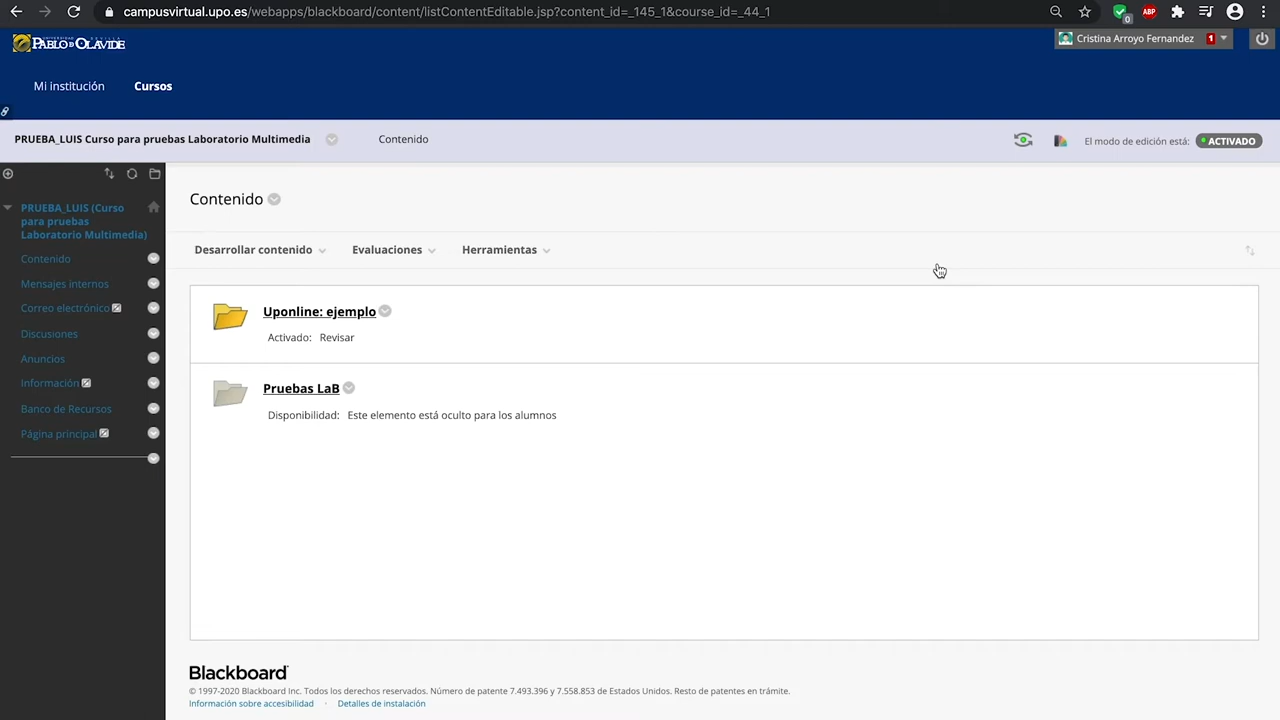 campusvirtual.upo.es/webapps/blackboard/content/listContentEditable.jsp?content_id=_145_1&course_id=_44_1
0
ABP
PABLO DE OLAVIDE
Cristina Arroyo Fernandez 1
Mi institución
Cursos
PRUEBA_LUIS Curso para pruebas Laboratorio Multimedia
Contenido
El modo de edición está: ACTIVADO
PRUEBA_LUIS (Curso
para pruebas
Laboratorio Multimedia)
Contenido
Mensajes internos
Correo electrónico
Discusiones
Anuncios
Información
Banco de Recursos
Página principal
Contenido
Desarrollar contenido
Evaluaciones
Herramientas
Uponline: ejemplo
Activado: Revisar
Pruebas LaB
Disponibilidad: Este elemento está oculto para los alumnos
Blackboard
© 1997-2020 Blackboard Inc. Todos los derechos reservados. Número de patente 7.493.396 y 7.558.853 de Estados Unidos. Resto de patentes en trámite.
Información sobre accesibilidad · Detalles de instalación